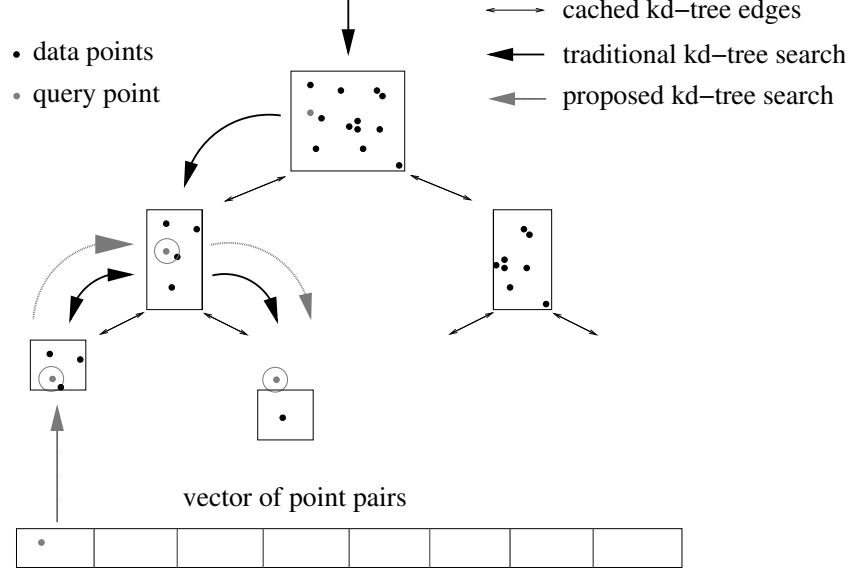 cached kd−tree edges
data points
traditional kd−tree search
query point
proposed kd−tree search
vector of point pairs